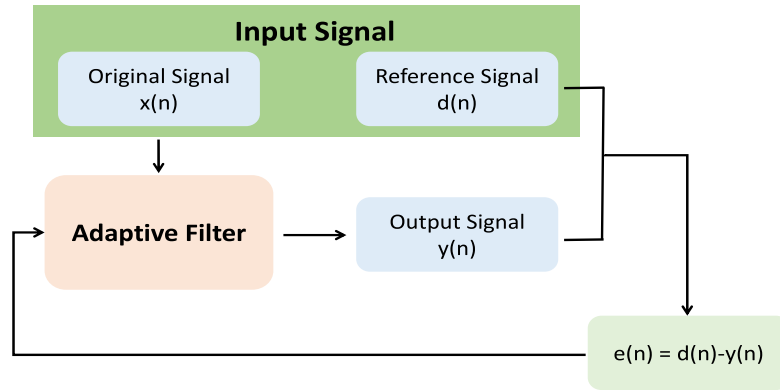 Input Signal
Original Signal
x(n)
Reference Signal
d(n)
Adaptive Filter
Output Signal
y(n)
e(n) = d(n)-y(n)